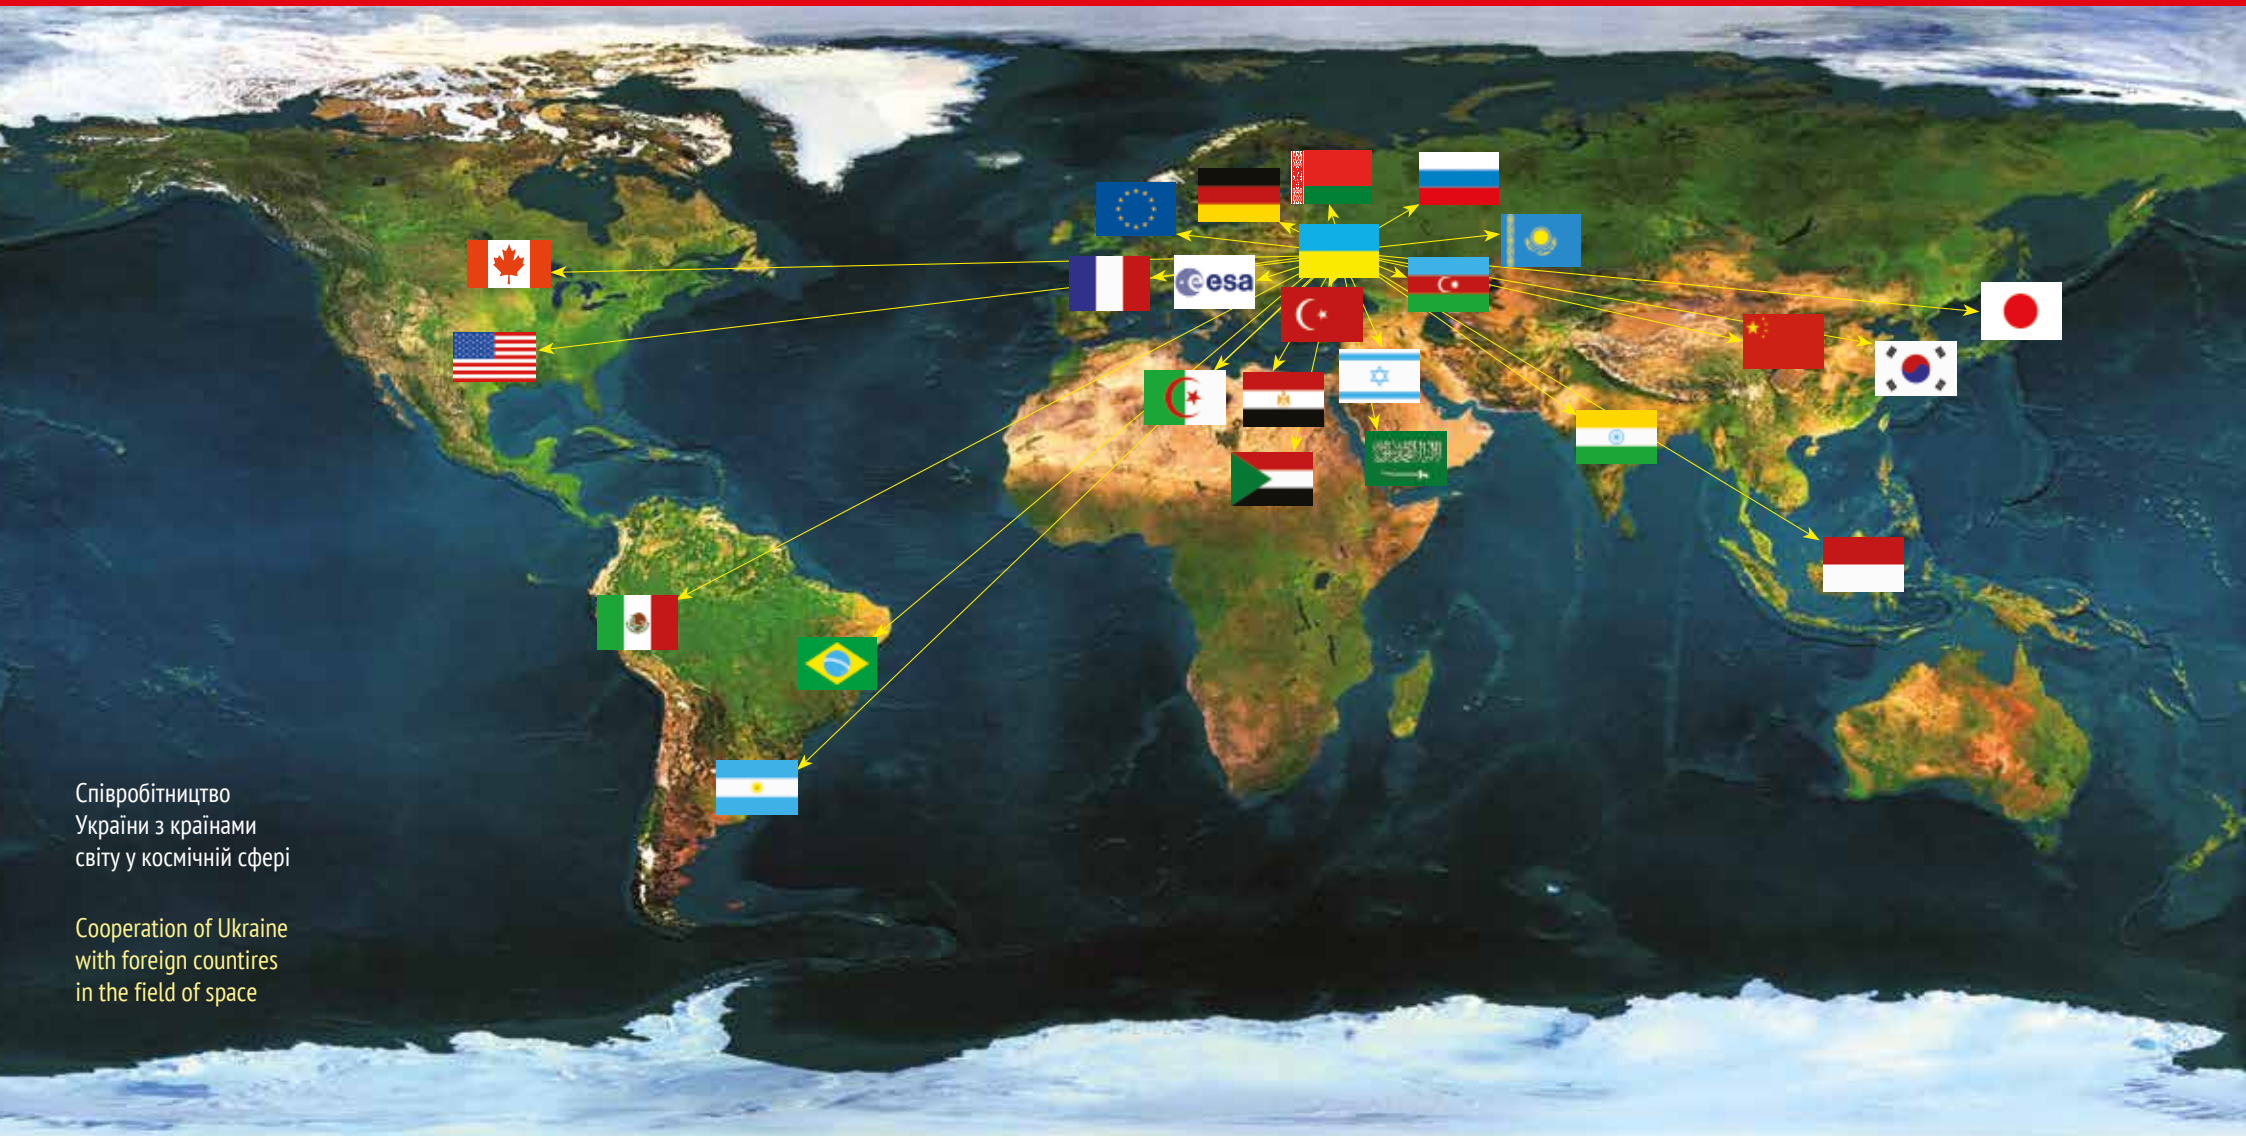 esa
Співробітництво
України з країнами
світу у космічній сфері
Cooperation of Ukraine
with foreign countires
in the field of space